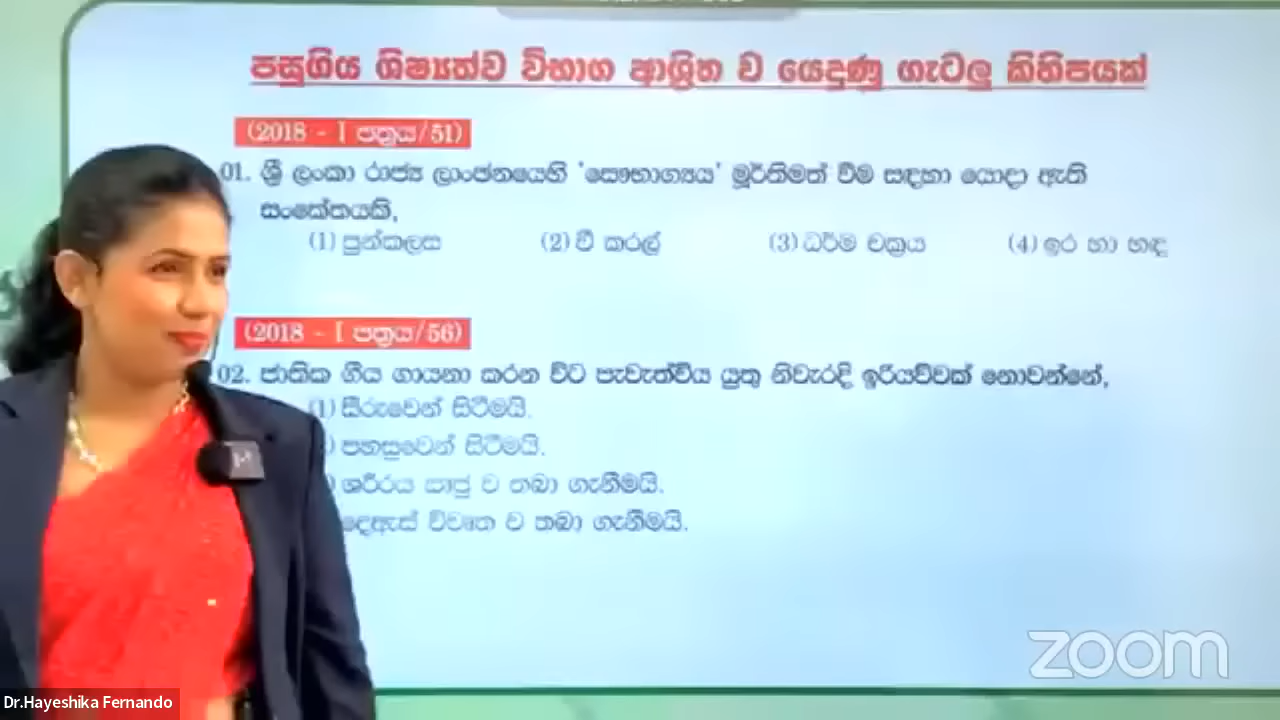 පසුගිය ශිෂ්‍යත්ව විභාග ආශ්‍රිත ව යෙදුණු ගැටලු කිහිපයක්
(2018 - I පත්‍රය/51)
01. ශ්‍රී ලංකා රාජ්‍ය ලාංඡනයෙහි 'සෞභාග්‍යය' මූර්තිමත් වීම සඳහා යොදා ඇති
සංකේතයකි,
(1) පුන්කලස (2) වී කරල් (3) ධර්ම චක්‍රය (4) ඉර හා හඳ
(2018 - I පත්‍රය/56)
02. ජාතික ගීය ගායනා කරන විට පැවැත්විය යුතු නිවැරදි ඉරියව්වක් නොවන්නේ,
(1) සීරුවෙන් සිටීමයි.
) පහසුවෙන් සිටීමයි.
) ශරීරය ඍජු ව තබා ගැනීමයි.
දෙඇස් විවෘත ව තබා ගැනීමයි.
zoom
Dr.Hayeshika Fernando